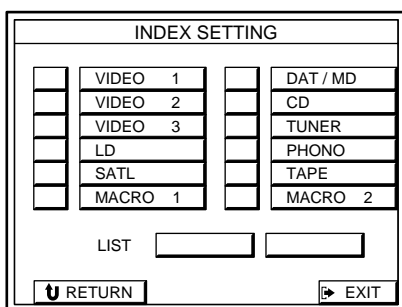 INDEX SETTING
VIDEO 1 DAT / MD
VIDEO 2 CD
VIDEO 3 TUNER
LD PHONO
SATL TAPE
MACRO 1 MACRO 2
LIST
RETURN EXIT